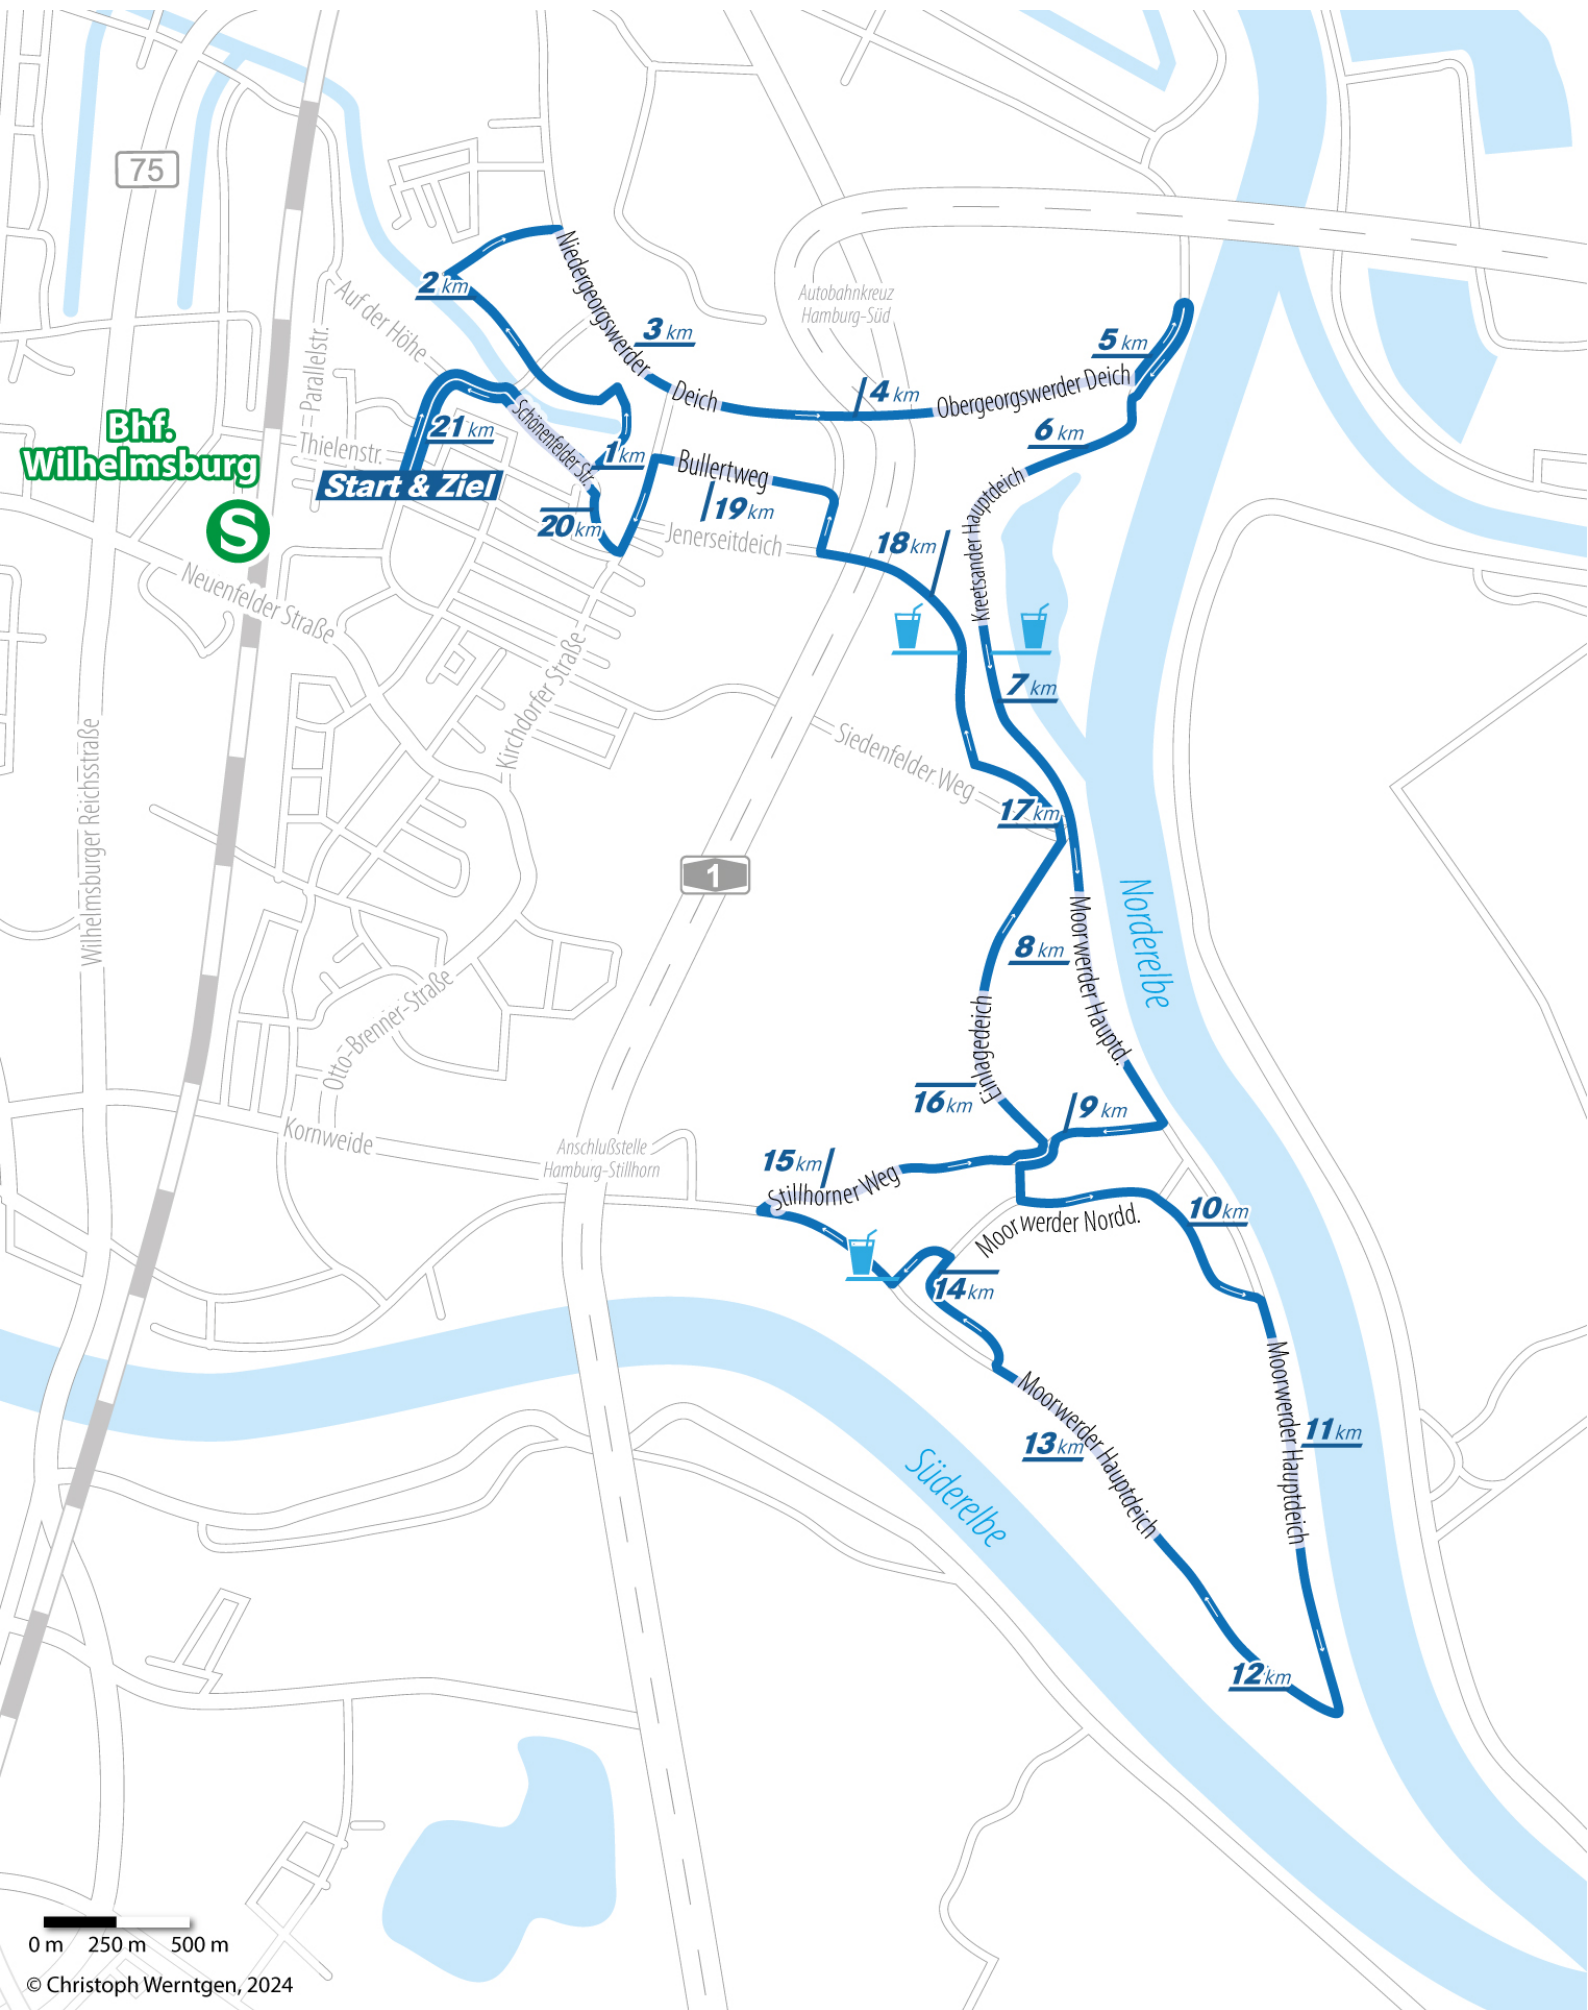 75
Niedergeorgswerder
Deich
2 km
Auf der Höhe
Autobahnkreuz
Hamburg-Süd
3 km
4 km
Obergeorgswerder Deich
5 km
6 km
Parallelstr.
Bhf.
Wilhelmsburg
S
Thielenstr.
21 km
Start & Ziel
Schönenfelder Str.
1 km
20 km
Bullertweg
19 km
Jenerseitdeich
18 km
Kreetsander Hauptdeich
7 km
Neuenfelder Straße
Kirchdorfer Straße
Siedenfelder Weg
17 km
Wilhelmsburger Reichsstraße
1
Norderelbe
8 km
Moorwerder Hauptd.
Einlagedeich
Otto-Brenner-Straße
16 km
9 km
Kornweide
Anschlußstelle
Hamburg-Stillhorn
15 km
Stillhorner Weg
Moorwerder Nordd.
10 km
14 km
Moorwerder Hauptdeich
11 km
Moorwerder Hauptdeich
13 km
Süderelbe
12 km
0 m 250 m 500 m
© Christoph Werntgen, 2024